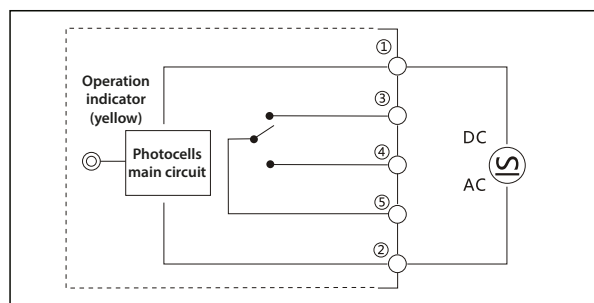 ①
Operation
indicator
(yellow)
③
Photocells
main circuit
④
DC
AC
⑤
②